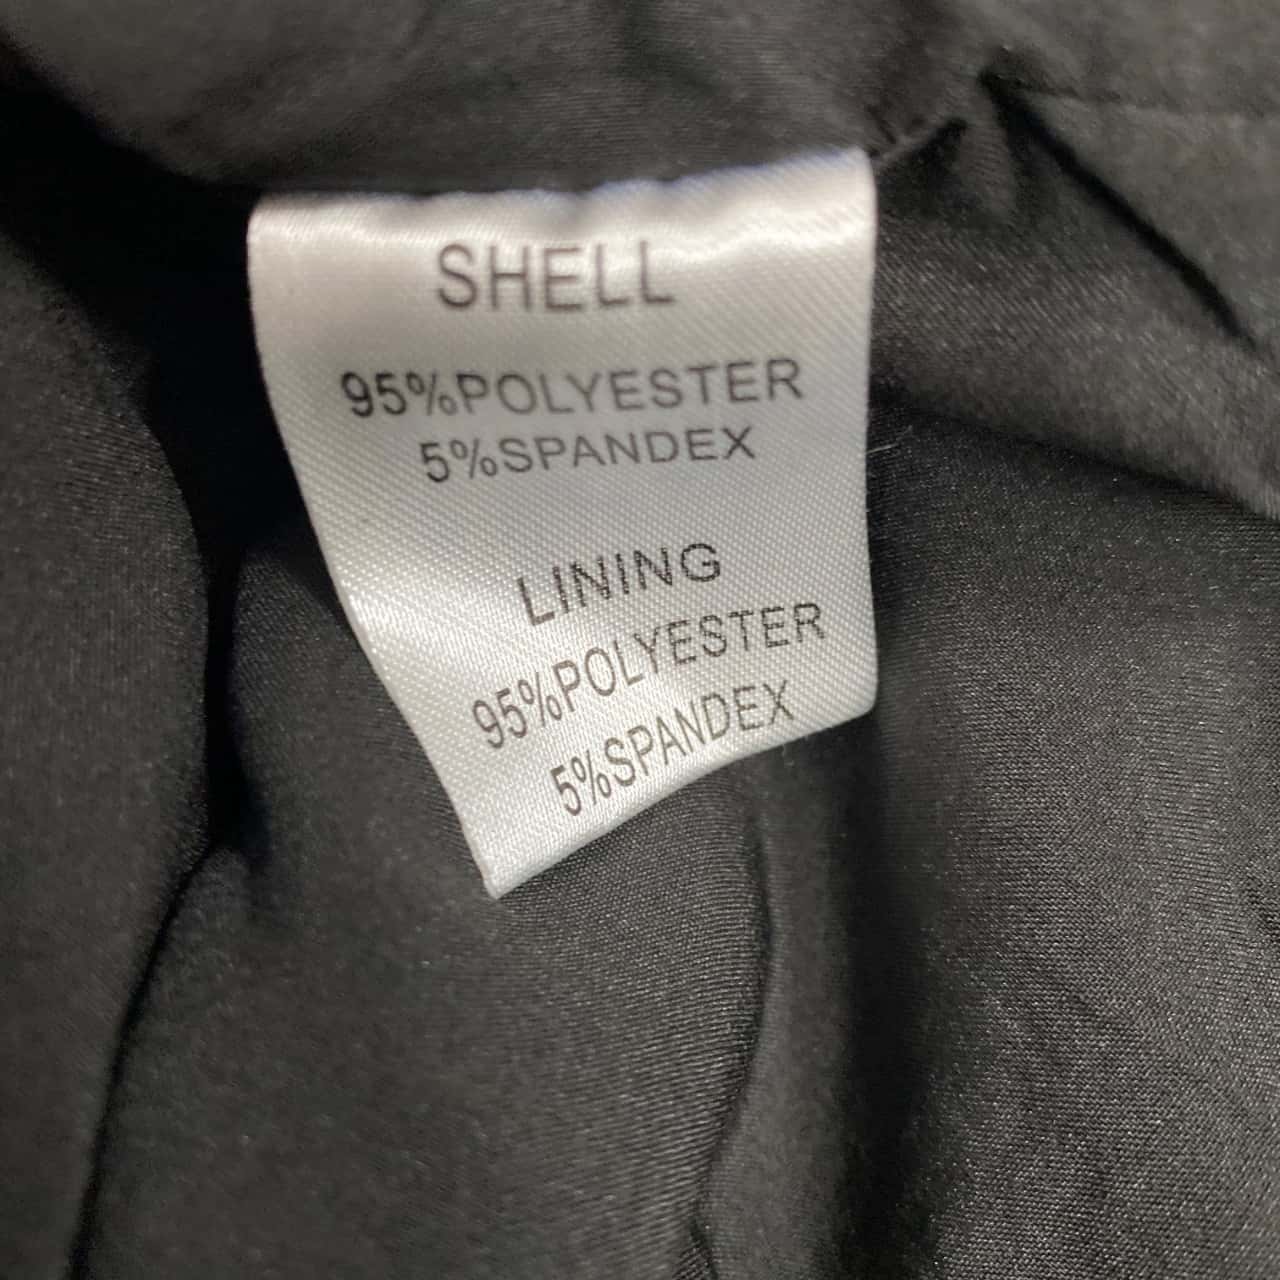 SHELL
95%POLYESTER
5%SPANDEX
LINING
95%POLYESTER
5%SPANDEX